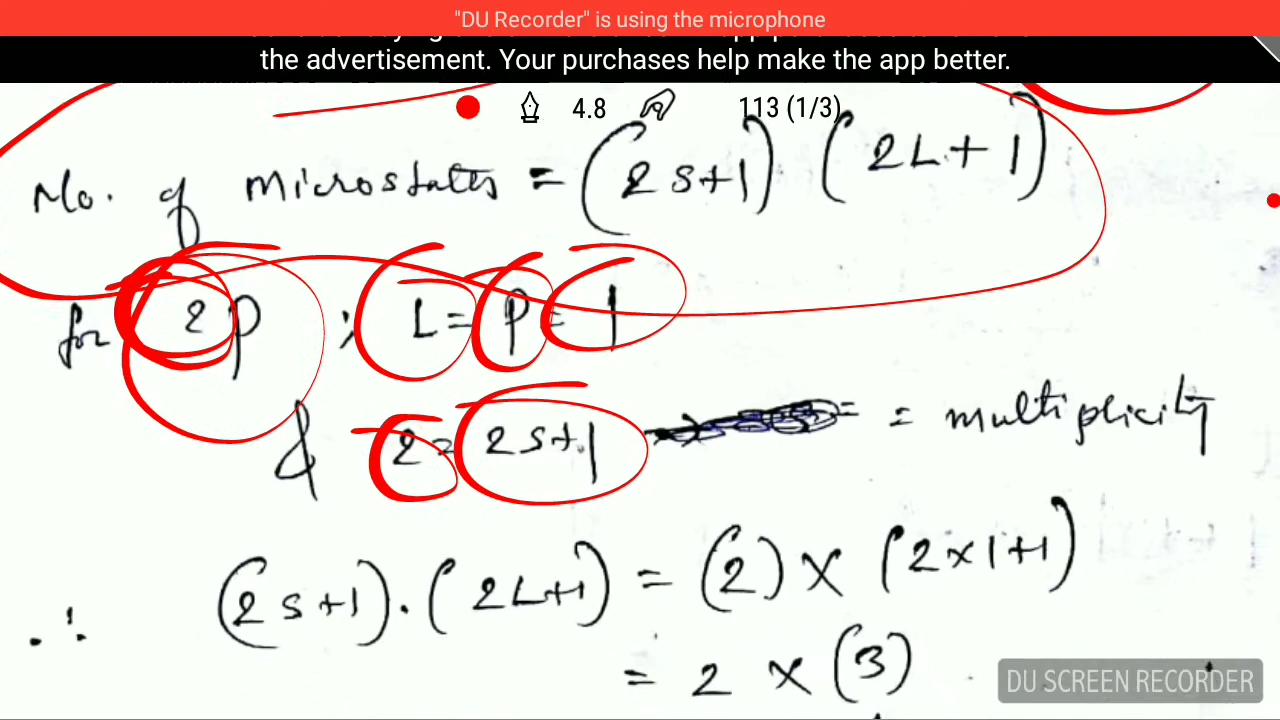 "DU Recorder" is using the microphone
the advertisement. Your purchases help make the app better.
4.8 113 (1/3)
No. of microstates = (2s+1) (2L+1)
for 2p ; L = p = 1
& 2 = 2s+1 = = multiplicity
∴ (2s+1).(2L+1) = (2) × (2×1+1)
= 2 × (3)
DU SCREEN RECORDER